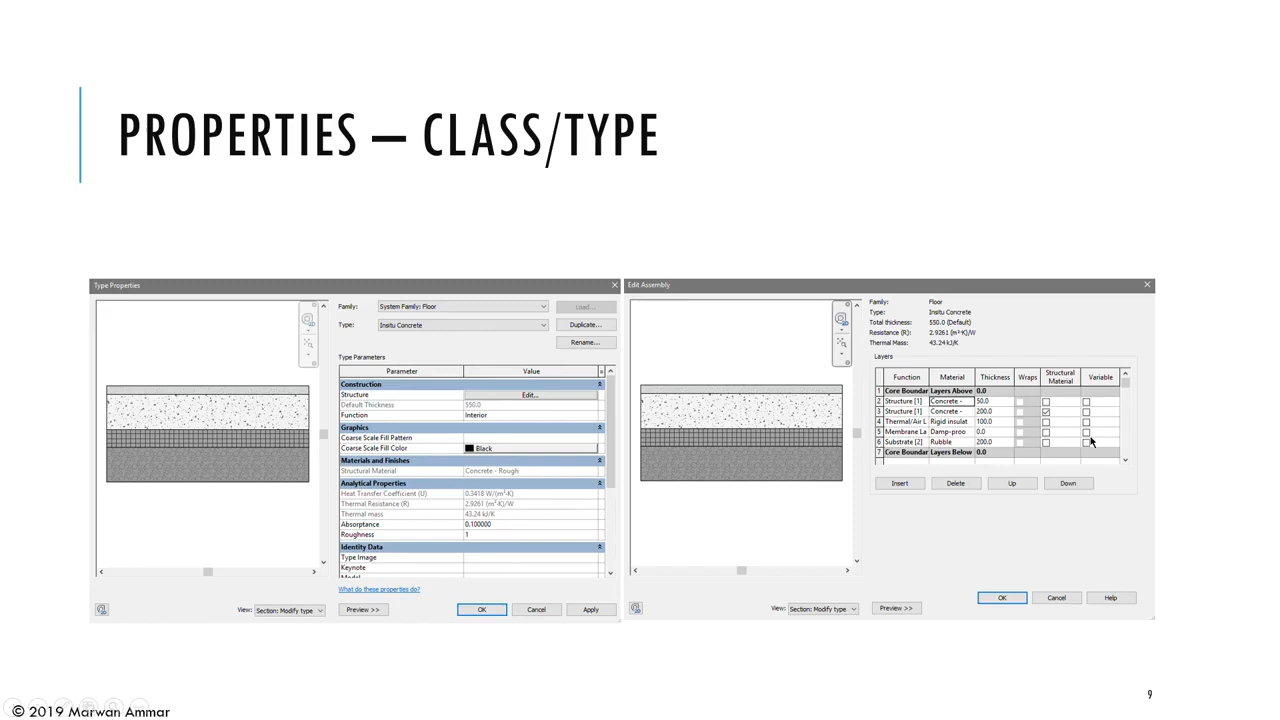 PROPERTIES – CLASS/TYPE
Type Properties
Family: System Family: Floor Load...
Type: Insitu Concrete Duplicate...
Rename...
Type Parameters
Parameter Value
Construction
Structure Edit...
Default Thickness 550.0
Function Interior
Graphics
Coarse Scale Fill Pattern
Coarse Scale Fill Color Black
Materials and Finishes
Structural Material Concrete - Rough
Analytical Properties
Heat Transfer Coefficient (U) 0.3418 W/(m²·K)
Thermal Resistance (R) 2.9261 (m²·K)/W
Thermal mass 43.24 kJ/K
Absorptance 0.100000
Roughness 1
Identity Data
Type Image
Keynote
Model
What do these properties do?
View: Section: Modify type Preview >> OK Cancel Apply
Edit Assembly
Family: Floor
Type: Insitu Concrete
Total thickness: 550.0 (Default)
Resistance (R): 2.9261 (m²·K)/W
Thermal Mass: 43.24 kJ/K
Layers
Function Material Thickness Wraps Structural Material Variable
1 Core Boundar Layers Above 0.0
2 Structure [1] Concrete - 50.0
3 Structure [1] Concrete - 200.0
4 Thermal/Air L Rigid insulat 100.0
5 Membrane La Damp-proo 0.0
6 Substrate [2] Rubble 200.0
7 Core Boundar Layers Below 0.0
Insert Delete Up Down
OK Cancel Help
View: Section: Modify type Preview >>
9
© 2019 Marwan Ammar